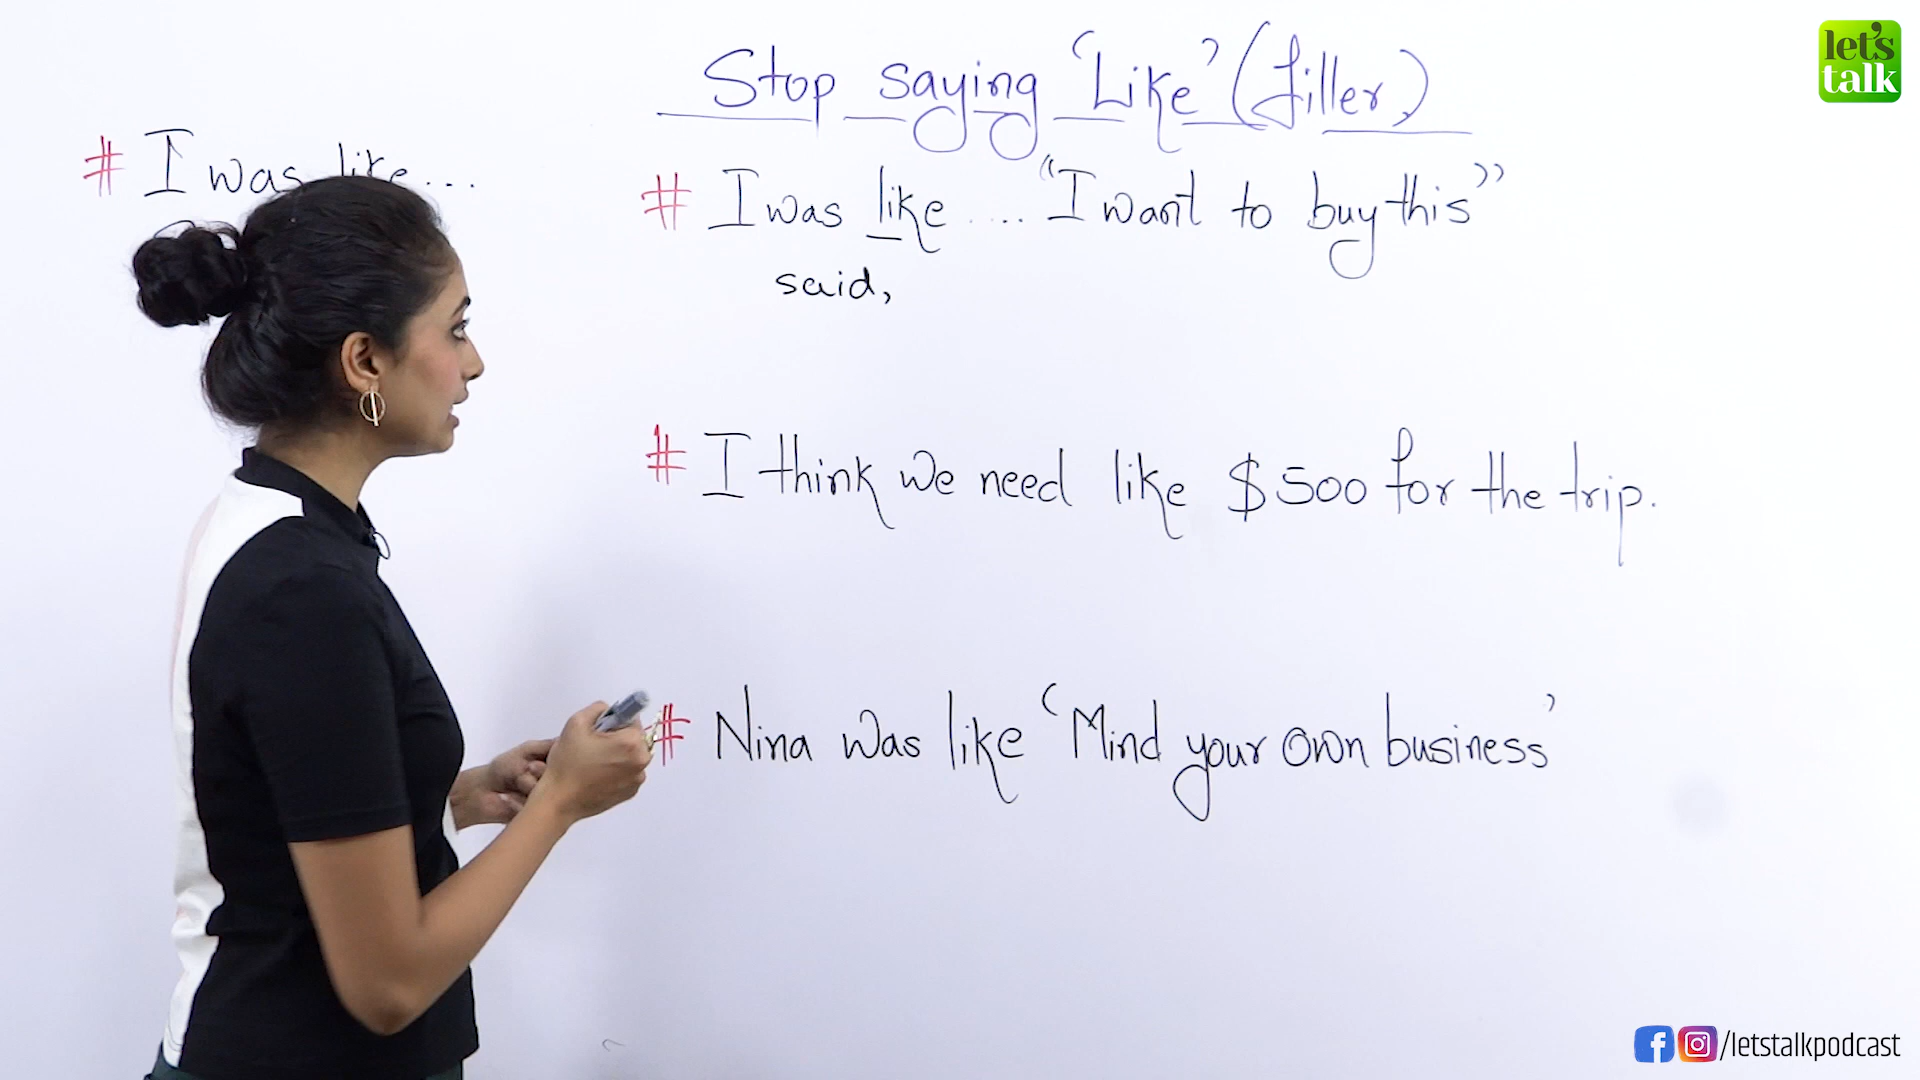 let's
talk
Stop saying 'Like' (filler)
# I was like...
# I was like .... "I want to buy this"
said,
# I think we need like $500 for the trip.
# Nina was like 'Mind your own business'
/letstalkpodcast